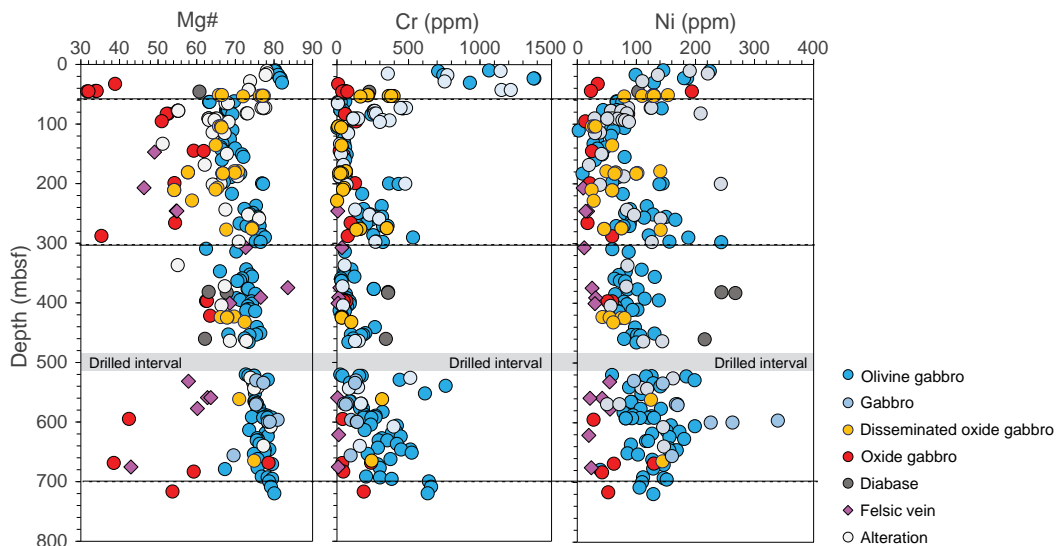 Mg# Cr (ppm) Ni (ppm)
30 40 50 60 70 80 90 0 500 1000 1500 0 100 200 300 400
Depth (mbsf)
0
100
200
300
400
Drilled interval Drilled interval Drilled interval
500
600
700
800
Olivine gabbro
Gabbro
Disseminated oxide gabbro
Oxide gabbro
Diabase
Felsic vein
Alteration